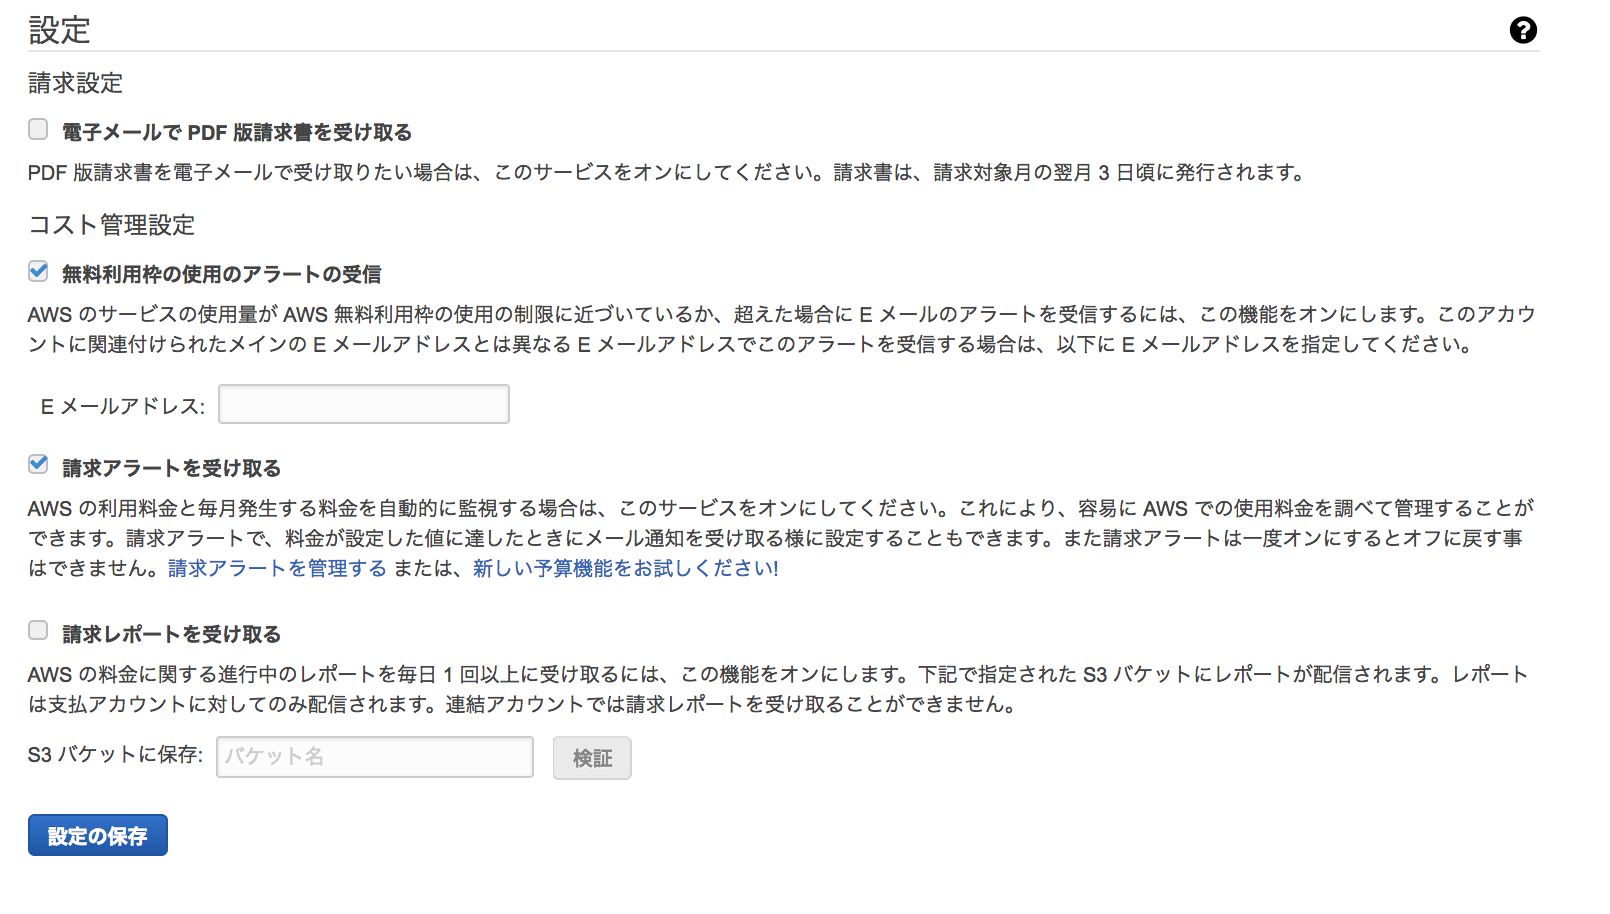 設定
請求設定
電子メールで PDF 版請求書を受け取る
PDF 版請求書を電子メールで受け取りたい場合は、このサービスをオンにしてください。請求書は、請求対象月の翌月 3 日頃に発行されます。
コスト管理設定
無料利用枠の使用のアラートの受信
AWS のサービスの使用量が AWS 無料利用枠の使用の制限に近づいているか、超えた場合に E メールのアラートを受信するには、この機能をオンにします。このアカウ
ントに関連付けられたメインの E メールアドレスとは異なる E メールアドレスでこのアラートを受信する場合は、以下に E メールアドレスを指定してください。
E メールアドレス:
請求アラートを受け取る
AWS の利用料金と毎月発生する料金を自動的に監視する場合は、このサービスをオンにしてください。これにより、容易に AWS での使用料金を調べて管理することが
できます。請求アラートで、料金が設定した値に達したときにメール通知を受け取る様に設定することもできます。また請求アラートは一度オンにするとオフに戻す事
はできません。請求アラートを管理する または、新しい予算機能をお試しください!
請求レポートを受け取る
AWS の料金に関する進行中のレポートを毎日 1 回以上に受け取るには、この機能をオンにします。下記で指定された S3 バケットにレポートが配信されます。レポート
は支払アカウントに対してのみ配信されます。連結アカウントでは請求レポートを受け取ることができません。
S3 バケットに保存: バケット名 検証
設定の保存